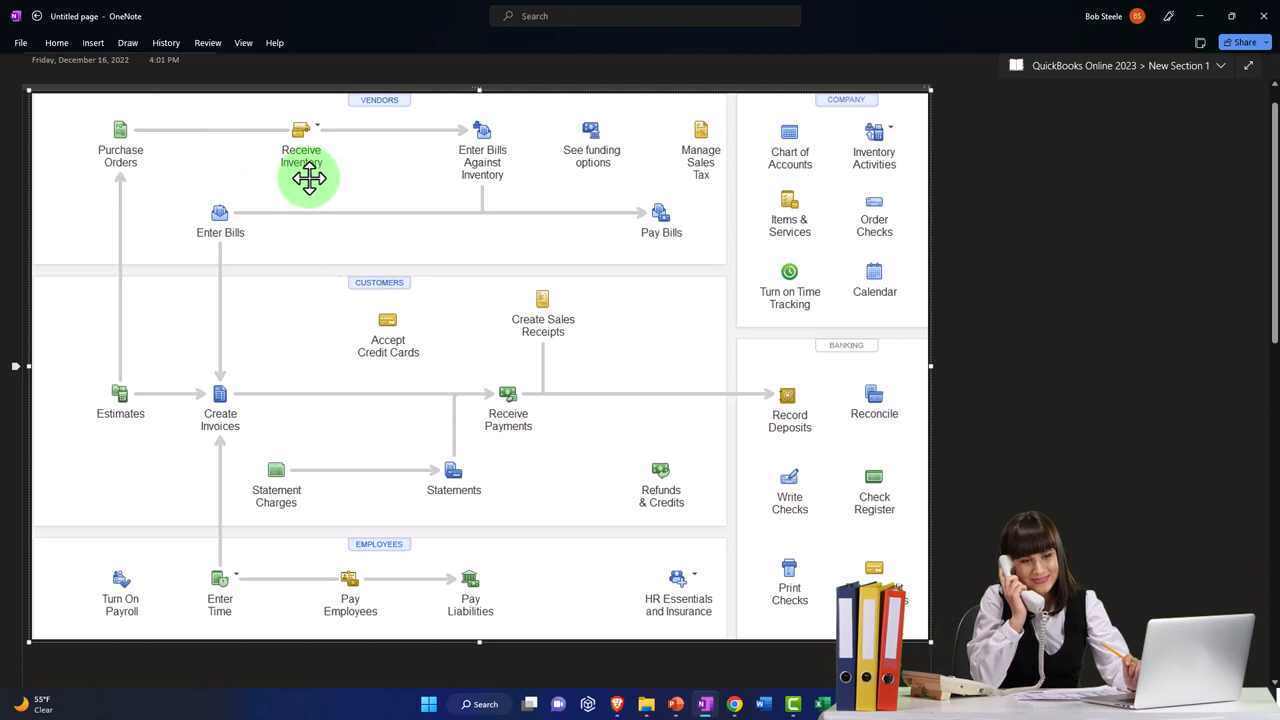 Untitled page - OneNote
Search
Bob Steele
BS
File
Home
Insert
Draw
History
Review
View
Help
Share
Friday, December 16, 2022
4:01 PM
QuickBooks Online 2023 > New Section 1
VENDORS
Purchase
Orders
Receive
Inventory
Enter Bills
Against
Inventory
See funding
options
Manage
Sales
Tax
Enter Bills
Pay Bills
COMPANY
Chart of
Accounts
Inventory
Activities
Items &
Services
Order
Checks
Turn on Time
Tracking
Calendar
CUSTOMERS
Accept
Credit Cards
Create Sales
Receipts
Estimates
Create
Invoices
Receive
Payments
Statement
Charges
Statements
Refunds
& Credits
BANKING
Record
Deposits
Reconcile
Write
Checks
Check
Register
Print
Checks
EMPLOYEES
Turn On
Payroll
Enter
Time
Pay
Employees
Pay
Liabilities
HR Essentials
and Insurance
55°F
Clear
Search